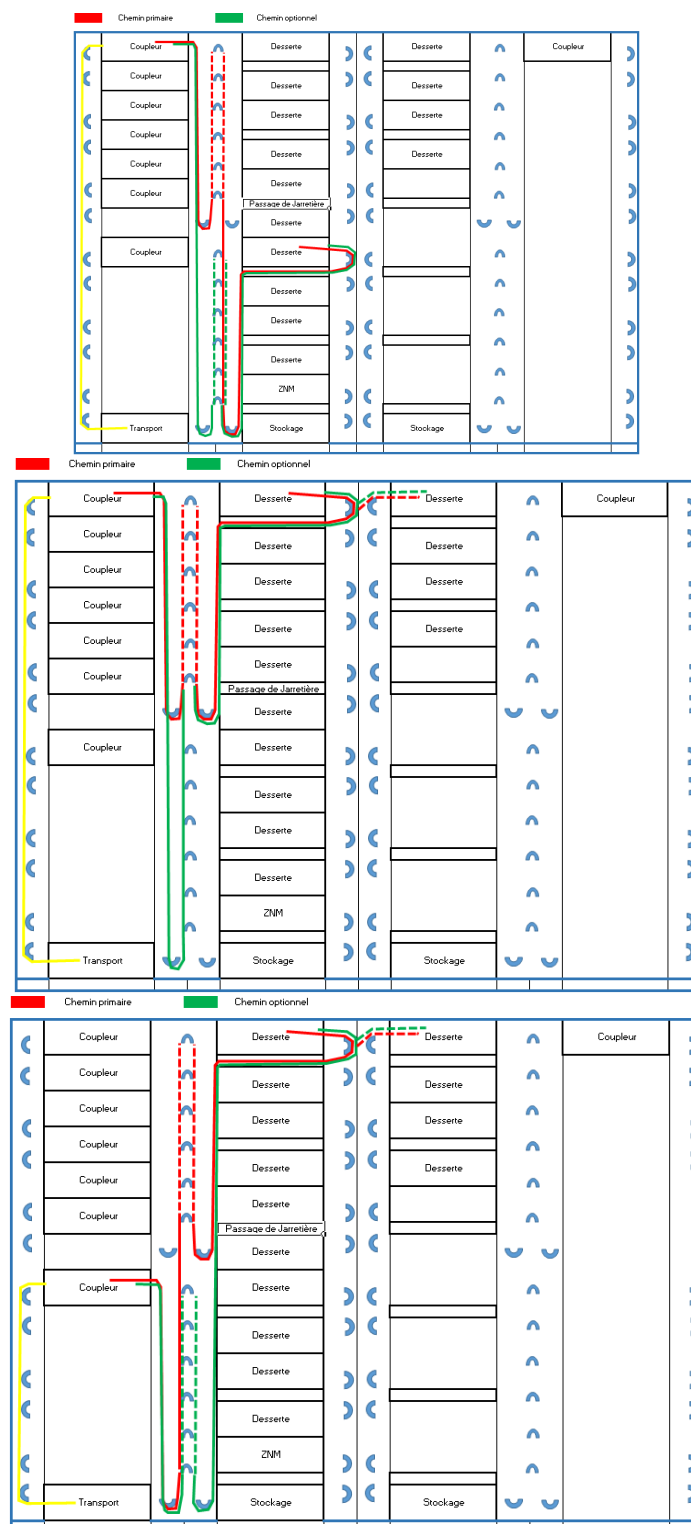 Chemin primaire Chemin optionnel
Coupleur Desserte Desserte Coupleur
Coupleur Desserte Desserte
Coupleur Desserte Desserte
Coupleur
Coupleur Desserte Desserte
Coupleur Desserte
Passage de Jarretière
Desserte
Coupleur Desserte
Desserte
Desserte
Desserte
ZNM
Transport Stockage Stockage
Chemin primaire Chemin optionnel
Coupleur Desserte Desserte Coupleur
Coupleur Desserte Desserte
Coupleur Desserte Desserte
Coupleur Desserte Desserte
Coupleur Desserte
Coupleur
Passage de Jarretière
Desserte
Coupleur Desserte
Desserte
Desserte
Desserte
ZNM
Transport Stockage Stockage
Chemin primaire Chemin optionnel
Coupleur Desserte Desserte Coupleur
Coupleur Desserte Desserte
Coupleur Desserte Desserte
Coupleur Desserte Desserte
Coupleur Desserte
Coupleur
Passage de Jarretière
Desserte
Coupleur Desserte
Desserte
Desserte
Desserte
ZNM
Transport Stockage Stockage